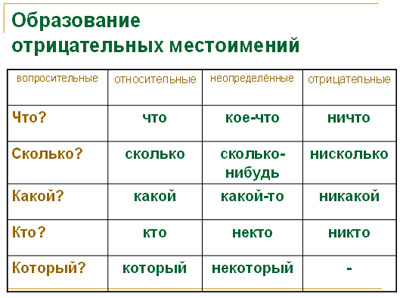 Образование
отрицательных местоимений
вопросительные относительные неопределённые отрицательные
Что? что кое-что ничто
Сколько? сколько сколько-нибудь нисколько
Какой? какой какой-то никакой
Кто? кто некто никто
Который? который некоторый -